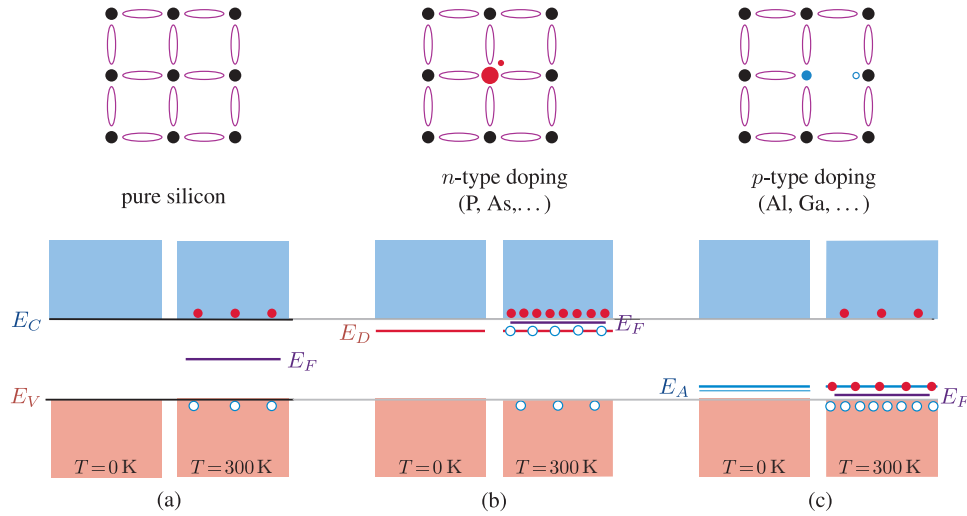 pure silicon
n-type doping
(P, As,. . . )
p-type doping
(Al, Ga, . . . )
E_C
E_D
E_F
E_F
E_A
E_V
E_F
T = 0 K
T = 300 K
T = 0 K
T = 300 K
T = 0 K
T = 300 K
(a)
(b)
(c)